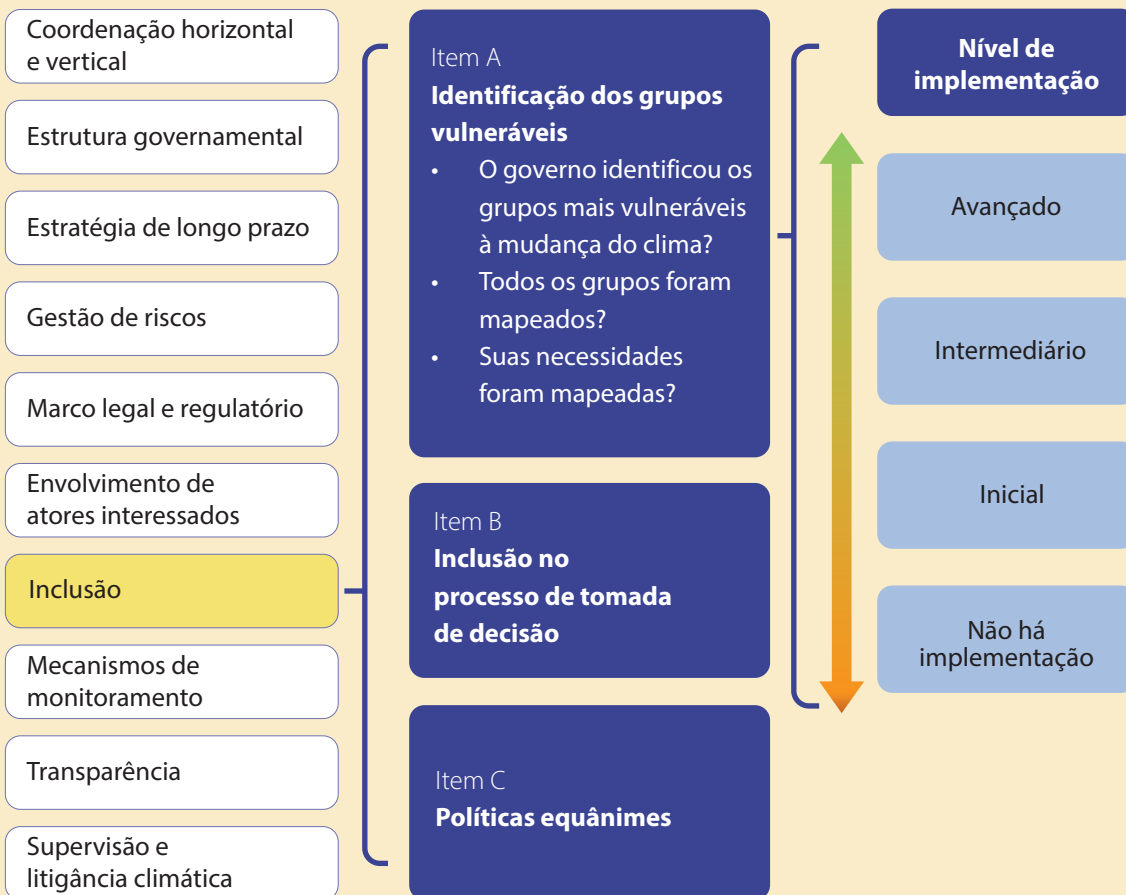 Coordenação horizontal
e vertical
Estrutura governamental
Estratégia de longo prazo
Gestão de riscos
Marco legal e regulatório
Envolvimento de
atores interessados
Inclusão
Mecanismos de
monitoramento
Transparência
Supervisão e
litigância climática
Item A
Identificação dos grupos
vulneráveis
• O governo identificou os
grupos mais vulneráveis
à mudança do clima?
• Todos os grupos foram
mapeados?
• Suas necessidades
foram mapeadas?
Item B
Inclusão no
processo de tomada
de decisão
Item C
Políticas equânimes
Nível de
implementação
Avançado
Intermediário
Inicial
Não há
implementação